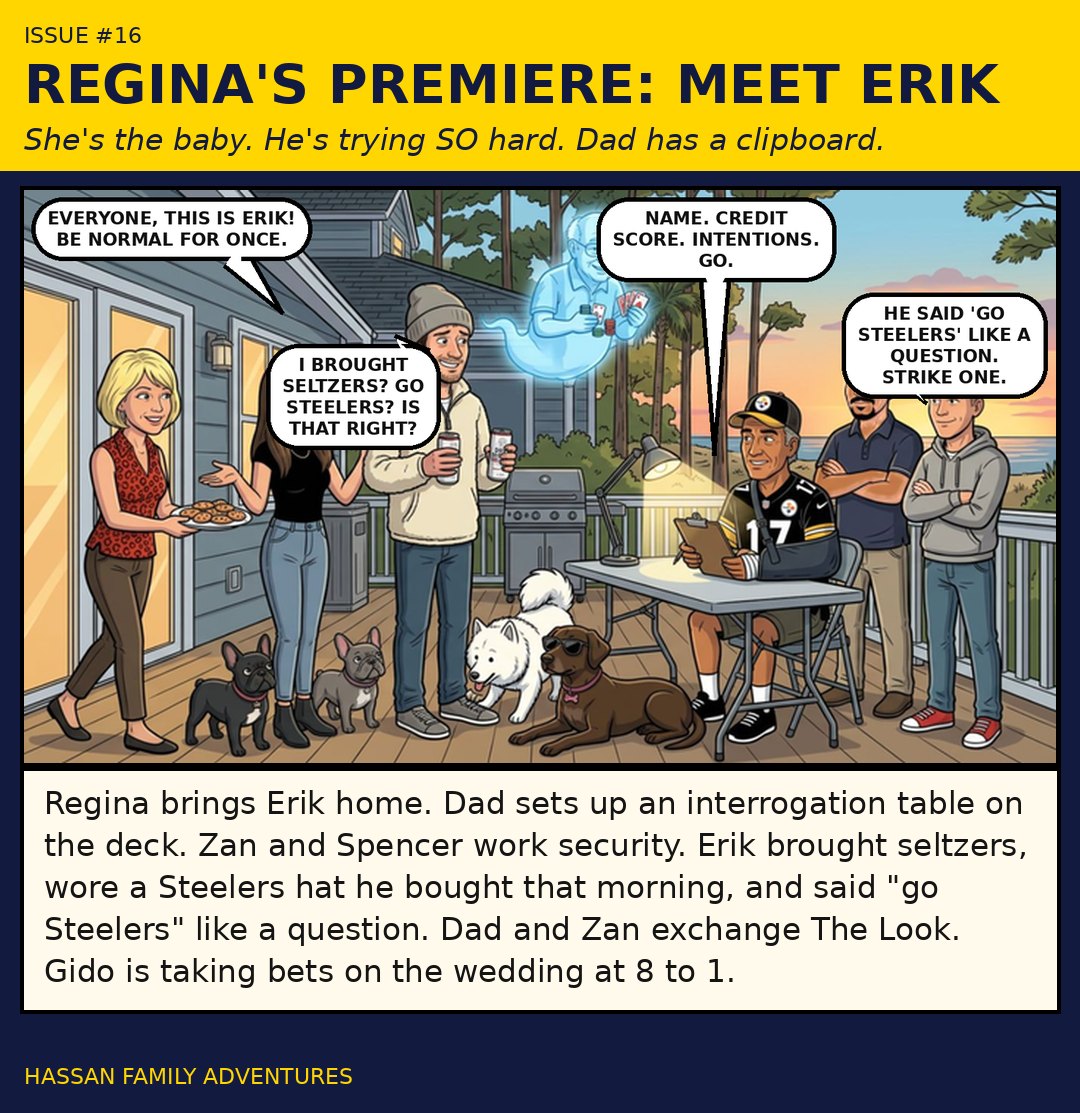 ISSUE #16
REGINA'S PREMIERE: MEET ERIK
She's the baby. He's trying SO hard. Dad has a clipboard.
EVERYONE, THIS IS ERIK!
BE NORMAL FOR ONCE.
I BROUGHT
SELTZERS? GO
STEELERS? IS
THAT RIGHT?
NAME. CREDIT
SCORE. INTENTIONS.
GO.
HE SAID 'GO
STEELERS' LIKE A
QUESTION.
STRIKE ONE.
17
17
Regina brings Erik home. Dad sets up an interrogation table on
the deck. Zan and Spencer work security. Erik brought seltzers,
wore a Steelers hat he bought that morning, and said "go
Steelers" like a question. Dad and Zan exchange The Look.
Gido is taking bets on the wedding at 8 to 1.
HASSAN FAMILY ADVENTURES